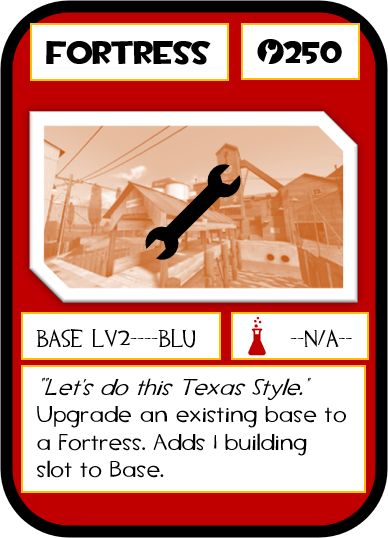 FORTRESS
250
BASE LV2----BLU
--N/A--
"Let's do this Texas Style."
Upgrade an existing base to
a Fortress. Adds 1 building
slot to Base.